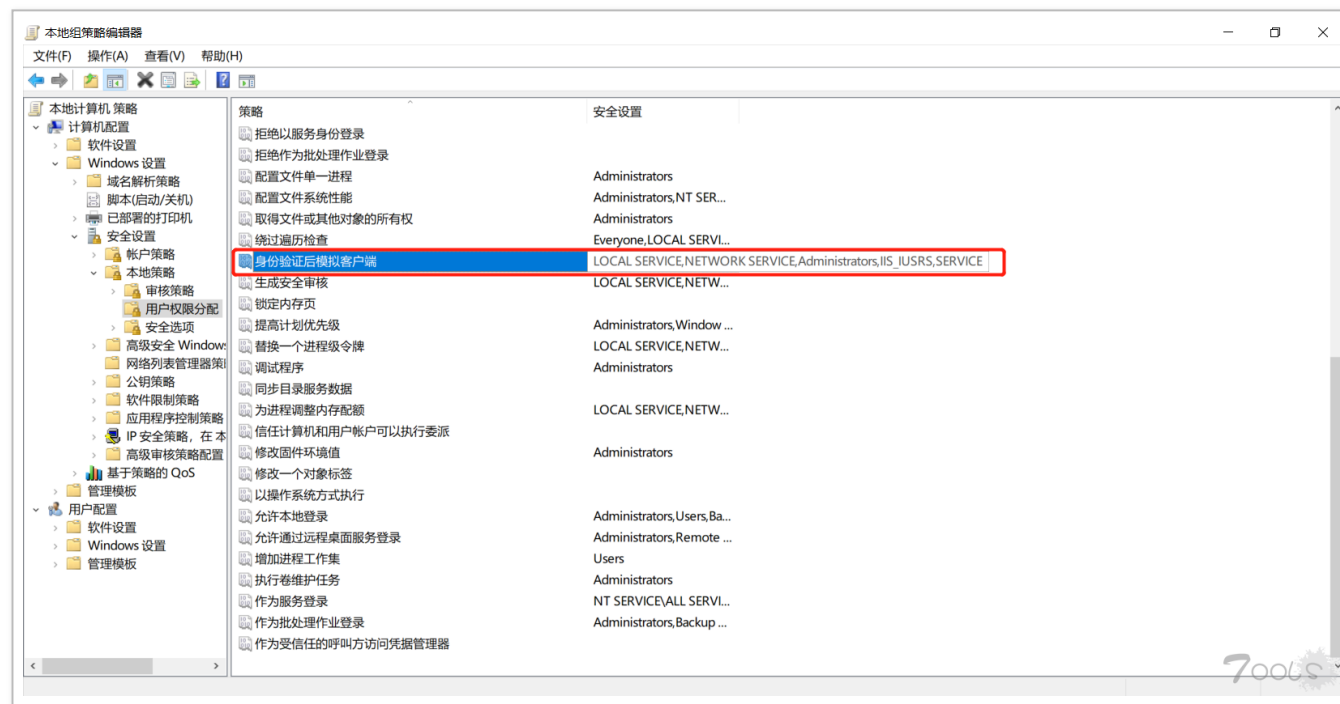 本地组策略编辑器
文件(F) 操作(A) 查看(V) 帮助(H)
本地计算机 策略
计算机配置
软件设置
Windows 设置
域名解析策略
脚本(启动/关机)
已部署的打印机
安全设置
帐户策略
本地策略
审核策略
用户权限分配
安全选项
高级安全 Windows
网络列表管理器策
公钥策略
软件限制策略
应用程序控制策略
IP 安全策略，在 本
高级审核策略配置
基于策略的 QoS
管理模板
用户配置
软件设置
Windows 设置
管理模板
策略 安全设置
拒绝以服务身份登录
拒绝作为批处理作业登录
配置文件单一进程 Administrators
配置文件系统性能 Administrators,NT SER...
取得文件或其他对象的所有权 Administrators
绕过遍历检查 Everyone,LOCAL SERVI...
身份验证后模拟客户端 LOCAL SERVICE,NETWORK SERVICE,Administrators,IIS_IUSRS,SERVICE
生成安全审核 LOCAL SERVICE,NETW...
锁定内存页
提高计划优先级 Administrators,Window ...
替换一个进程级令牌 LOCAL SERVICE,NETW...
调试程序 Administrators
同步目录服务数据
为进程调整内存配额 LOCAL SERVICE,NETW...
信任计算机和用户帐户可以执行委派
修改固件环境值 Administrators
修改一个对象标签
以操作系统方式执行
允许本地登录 Administrators,Users,Ba...
允许通过远程桌面服务登录 Administrators,Remote ...
增加进程工作集 Users
执行卷维护任务 Administrators
作为服务登录 NT SERVICE\ALL SERVI...
作为批处理作业登录 Administrators,Backup ...
作为受信任的呼叫方访问凭据管理器
7ools